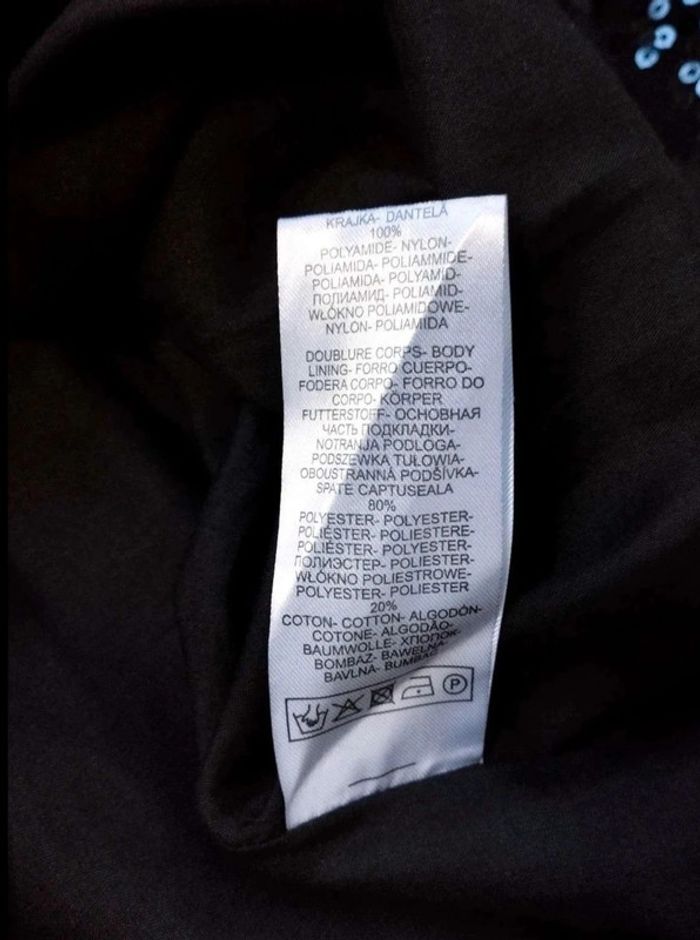 KRAJKA- DANTELĂ
100%
POLYAMIDE- NYLON-
POLIAMIDA- POLIAMMIDE-
POLIAMIDA- POLYAMID-
ПОЛИАМИД- POLIAMID-
WŁÓKNO POLIAMIDOWE-
NYLON- POLIAMIDA
DOUBLURE CORPS- BODY
LINING- FORRO CUERPO-
FODERA CORPO- FORRO DO
CORPO- KÖRPER
FUTTERSTOFF- ОСНОВНАЯ
ЧАСТЬ ПОДКЛАДКИ-
NOTRANJA PODLOGA-
PODSZEWKA TUŁOWIA-
OBOUSTRANNÁ PODŠÍVKA-
SPATE CAPTUSEALA
80%
POLYESTER- POLYESTER-
POLIÉSTER- POLIESTERE-
POLIÉSTER- POLYESTER-
ПОЛИЭСТЕР- POLYESTER-
WŁÓKNO POLIESTROWE-
POLYESTER- POLIESTER
20%
COTON- COTTON- ALGODÓN-
COTONE- ALGODÃO-
BAUMWOLLE- ХЛОПОК-
BOMBAZ- BAWEŁNA-
BAVLNA- BUMBAC
P